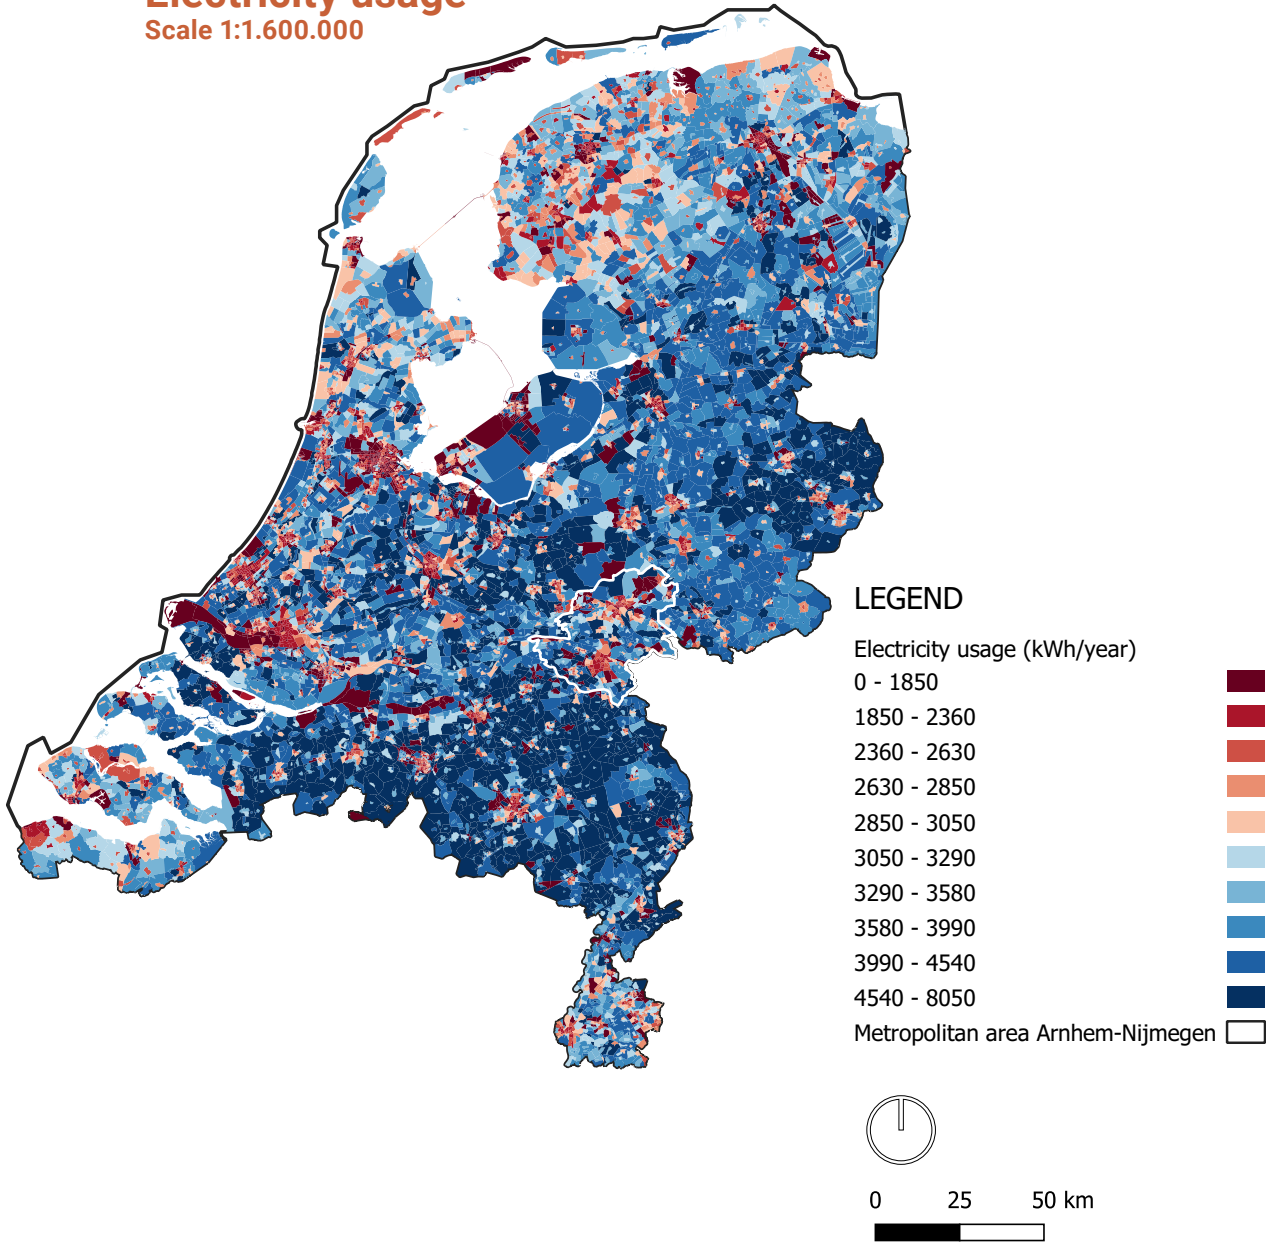 Electricity usage
Scale 1:1.600.000
LEGEND
Electricity usage (kWh/year)
0 - 1850
1850 - 2360
2360 - 2630
2630 - 2850
2850 - 3050
3050 - 3290
3290 - 3580
3580 - 3990
3990 - 4540
4540 - 8050
Metropolitan area Arnhem-Nijmegen
0 25 50 km